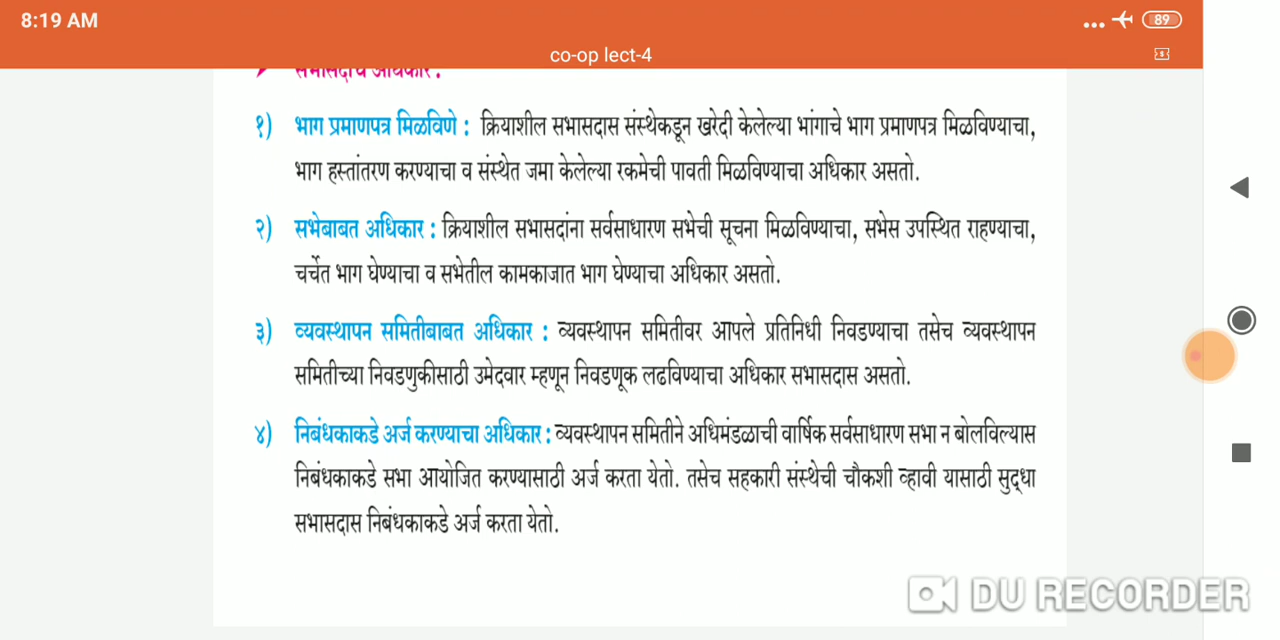 8:19 AM
89
co-op lect-4
सभासदाचे अधिकार :
१) भाग प्रमाणपत्र मिळविणे : क्रियाशील सभासदास संस्थेकडून खरेदी केलेल्या भांगाचे भाग प्रमाणपत्र मिळविण्याचा,
भाग हस्तांतरण करण्याचा व संस्थेत जमा केलेल्या रकमेची पावती मिळविण्याचा अधिकार असतो.
२) सभेबाबत अधिकार : क्रियाशील सभासदांना सर्वसाधारण सभेची सूचना मिळविण्याचा, सभेस उपस्थित राहण्याचा,
चर्चेत भाग घेण्याचा व सभेतील कामकाजात भाग घेण्याचा अधिकार असतो.
३) व्यवस्थापन समितीबाबत अधिकार : व्यवस्थापन समितीवर आपले प्रतिनिधी निवडण्याचा तसेच व्यवस्थापन
समितीच्या निवडणुकीसाठी उमेदवार म्हणून निवडणूक लढविण्याचा अधिकार सभासदास असतो.
४) निबंधकाकडे अर्ज करण्याचा अधिकार : व्यवस्थापन समितीने अधिमंडळाची वार्षिक सर्वसाधारण सभा न बोलविल्यास
निबंधकाकडे सभा आयोजित करण्यासाठी अर्ज करता येतो. तसेच सहकारी संस्थेची चौकशी व्हावी यासाठी सुद्धा
सभासदास निबंधकाकडे अर्ज करता येतो.
DU RECORDER